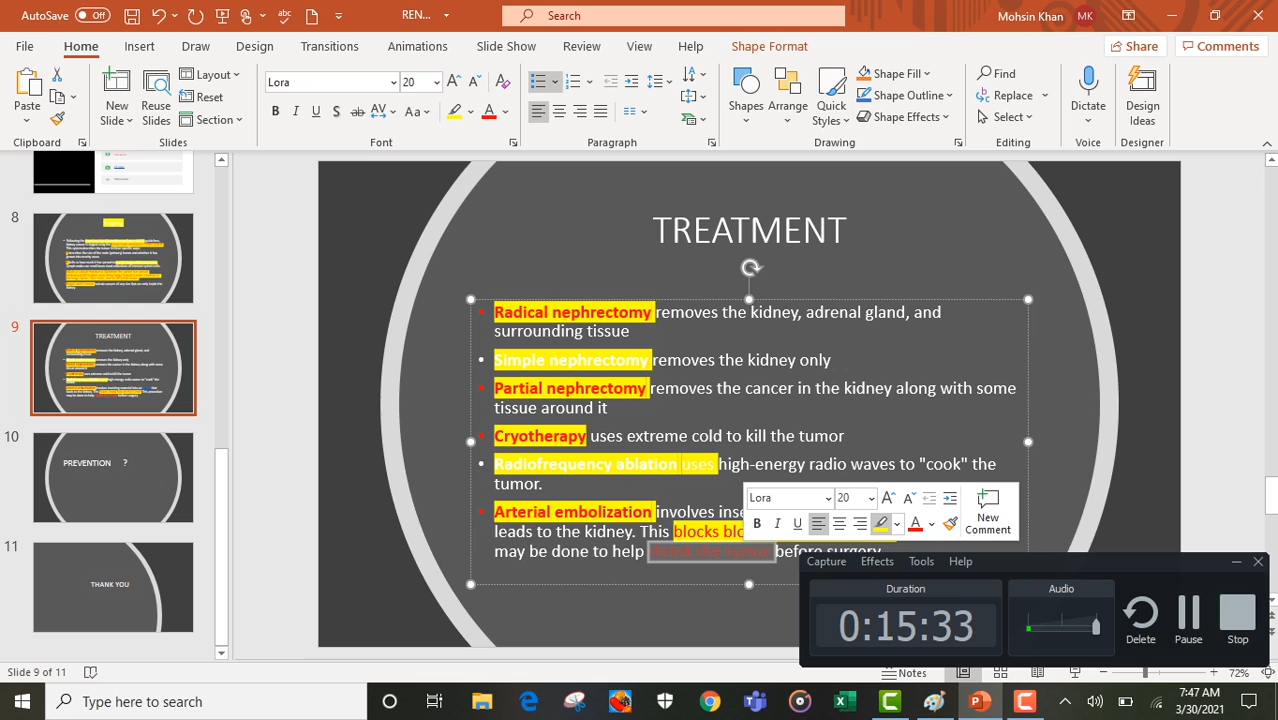 AutoSave Off
REN...
Search
Mohsin Khan MK
File Home Insert Draw Design Transitions Animations Slide Show Review View Help Shape Format Share Comments
Paste
New Slide
Reuse Slides
Layout
Reset
Section
Lora 20
Shapes
Arrange
Quick Styles
Shape Fill
Shape Outline
Shape Effects
Find
Replace
Select
Dictate
Design Ideas
Clipboard Slides Font Paragraph Drawing Editing Voice Designer
8
9
TREATMENT
10
PREVENTION ?
11
THANK YOU
TREATMENT
• Radical nephrectomy removes the kidney, adrenal gland, and
surrounding tissue
• Simple nephrectomy removes the kidney only
• Partial nephrectomy removes the cancer in the kidney along with some
tissue around it
• Cryotherapy uses extreme cold to kill the tumor
• Radiofrequency ablation uses high-energy radio waves to "cook" the
tumor.
• Arterial embolization involves
leads to the kidney. This blocks
may be done to help shrink the tumor before surgery
Lora 20
New Comment
Capture Effects Tools Help
Duration
0:15:33
Audio
Delete
Pause
Stop
Slide 9 of 11
Notes
72%
Type here to search
7:47 AM
3/30/2021